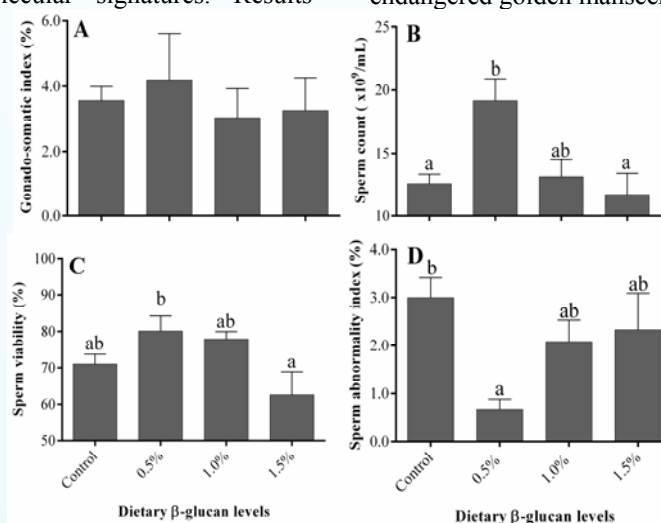 lecular signatures. Results
endangered golden mahseer
A
Gonado-somatic index (%)
6.0
4.0
2.0
0.0
B
Sperm count ( x10⁹/mL)
25
20
15
10
a
b
ab
a
C
Sperm viability (%)
100
90
80
70
60
50
ab
b
ab
a
Control
0.5%
1.0%
1.5%
Dietary β-glucan levels
D
Sperm abnormality index (%)
4.0
3.0
2.0
1.0
0.0
b
a
ab
ab
Control
0.5%
1.0%
1.5%
Dietary β-glucan levels